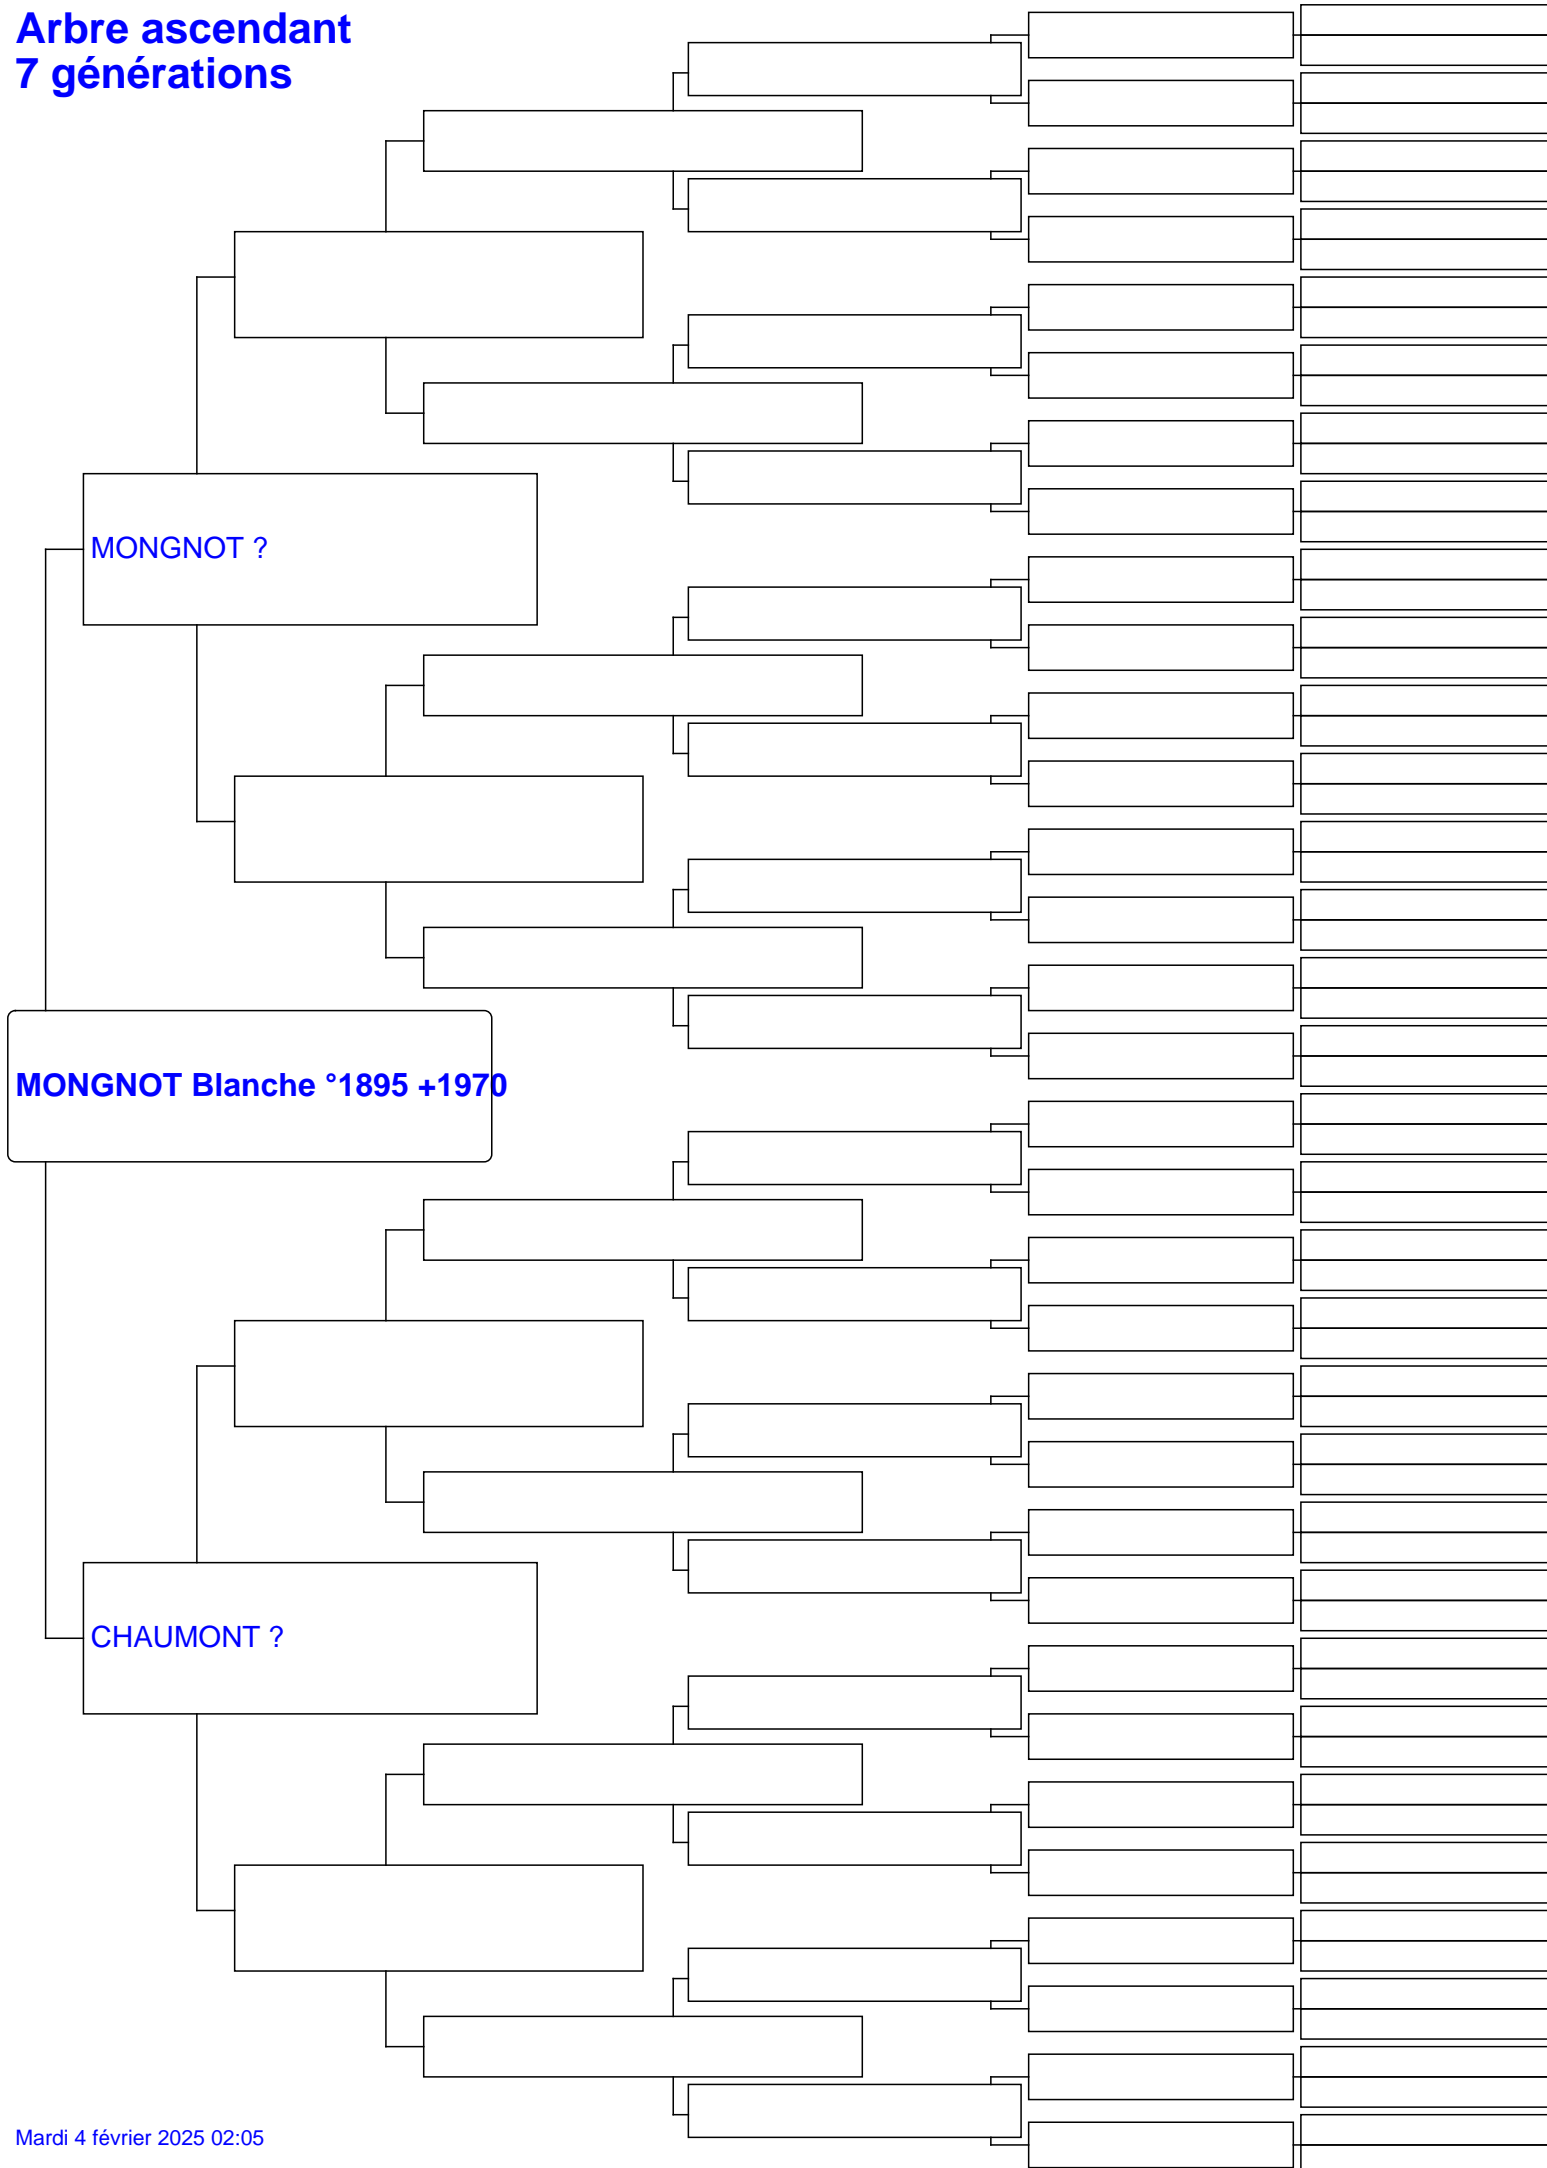 Arbre ascendant
7 générations
MONGNOT ?
MONGNOT Blanche °1895 +1970
CHAUMONT ?
Mardi 4 février 2025 02:05